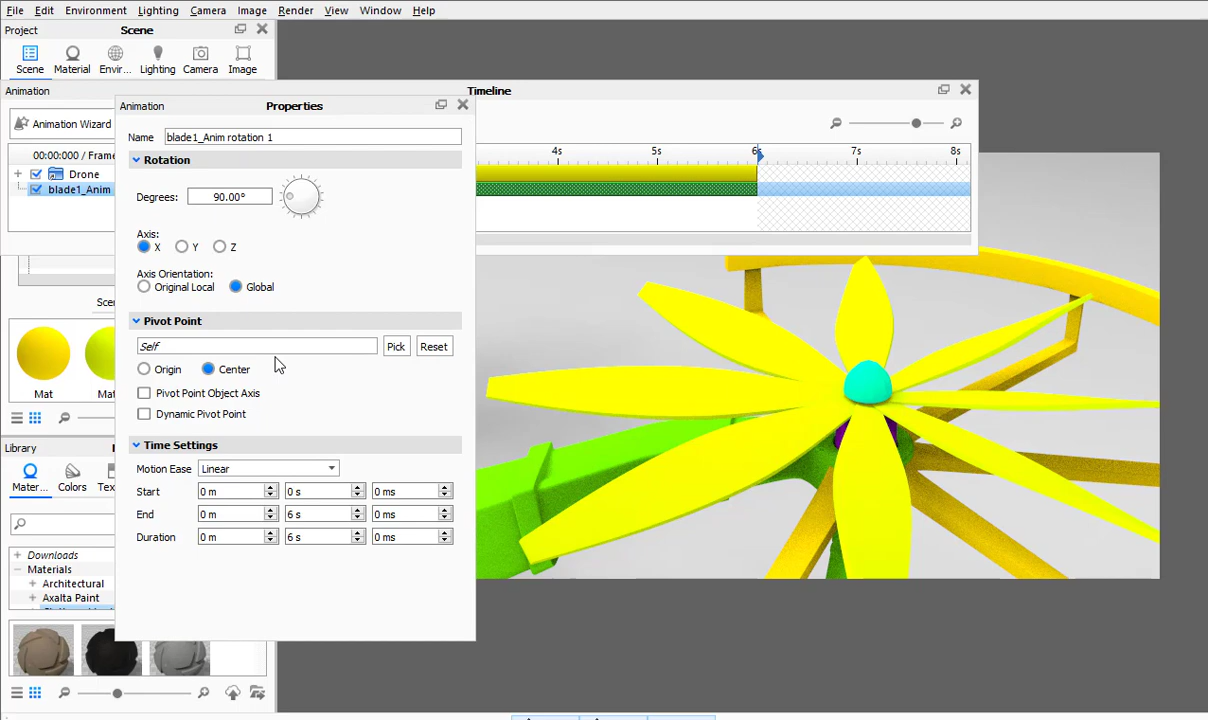 File Edit Environment Lighting Camera Image Render View Window Help
Project Scene
Scene Material Envir... Lighting Camera Image
Animation Timeline
Animation Properties
Animation Wizard
Name blade1_Anim rotation 1
00:00:000 / Frame 4s 5s 6s 7s 8s
Rotation
Drone
blade1_Anim
Degrees: 90.00°
Axis:
X Y Z
Axis Orientation:
Original Local Global
Pivot Point
Self Pick Reset
Origin Center
Pivot Point Object Axis
Mat Mat
Dynamic Pivot Point
Time Settings
Library
Motion Ease Linear
Mater... Colors Tex
Start 0 m 0 s 0 ms
End 0 m 6 s 0 ms
Duration 0 m 6 s 0 ms
Downloads
Materials
Architectural
Axalta Paint